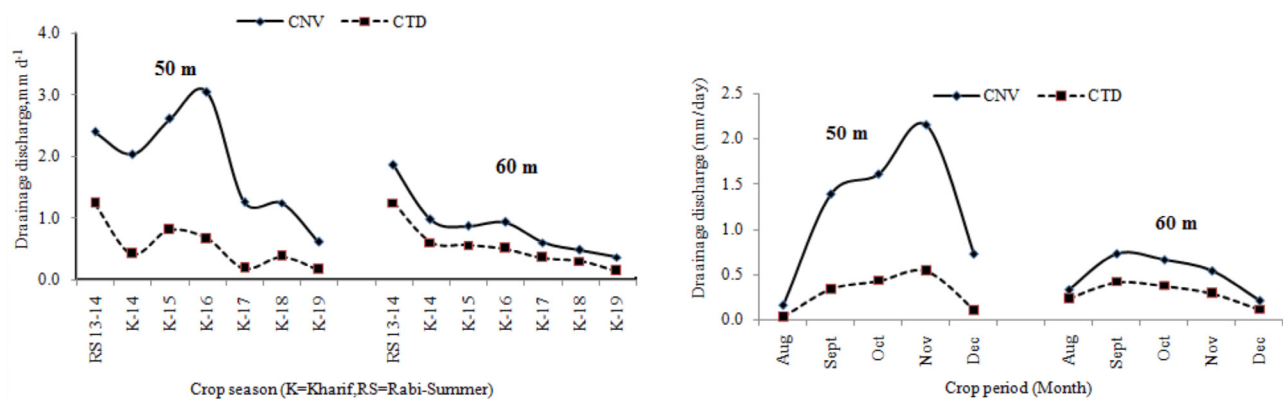 CNV CTD
Draainage discharge,mm d-1
4.0
3.0
2.0
1.0
0.0
50 m
60 m
RS 13-14
K-14
K-15
K-16
K-17
K-18
K-19
RS 13-14
K-14
K-15
K-16
K-17
K-18
K-19
Crop season (K=Kharif,RS=Rabi-Summer)
CNV CTD
Draainage discharge (mm/day)
2.5
2.0
1.5
1.0
0.5
0.0
50 m
60 m
Aug
Sept
Oct
Nov
Dec
Aug
Sept
Oct
Nov
Dec
Crop period (Month)